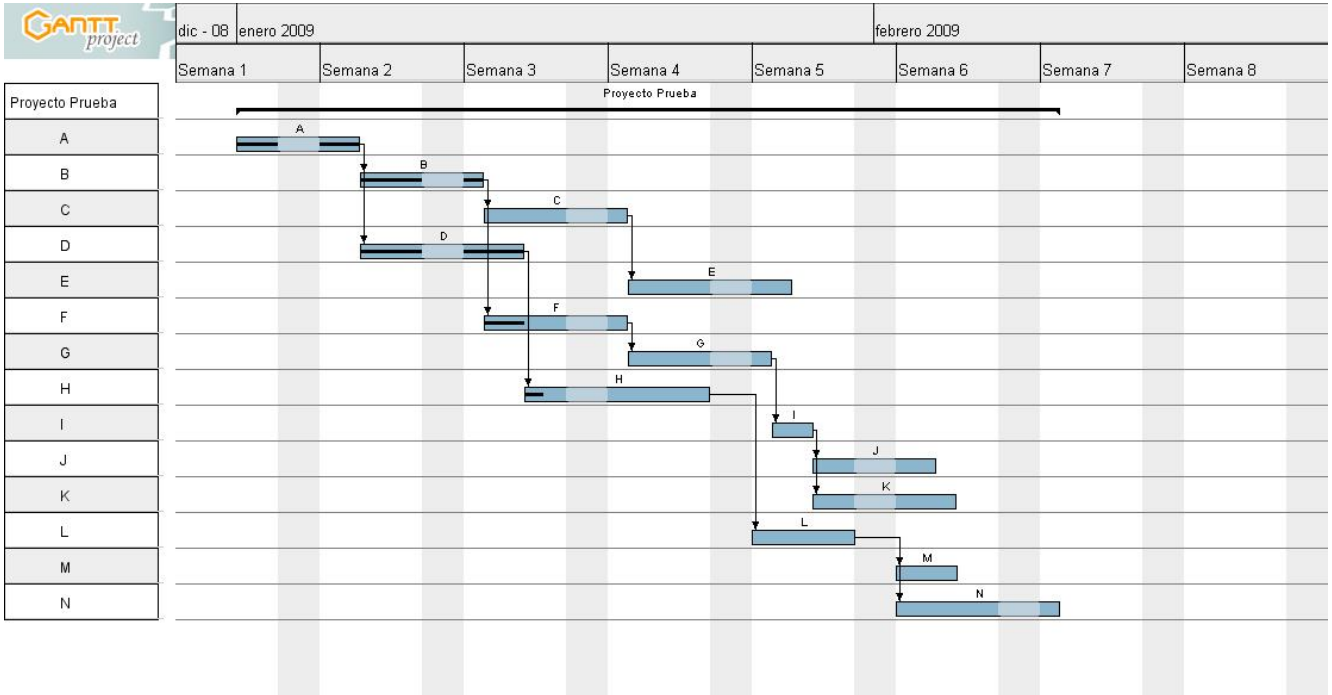 GANTT
project
dic - 08 enero 2009 febrero 2009
Semana 1 Semana 2 Semana 3 Semana 4 Semana 5 Semana 6 Semana 7 Semana 8
Proyecto Prueba
Proyecto Prueba
A
A
B
B
C
C
D
D
E
E
F
F
G
G
H
H
I
I
J
J
K
K
L
L
M
M
N
N